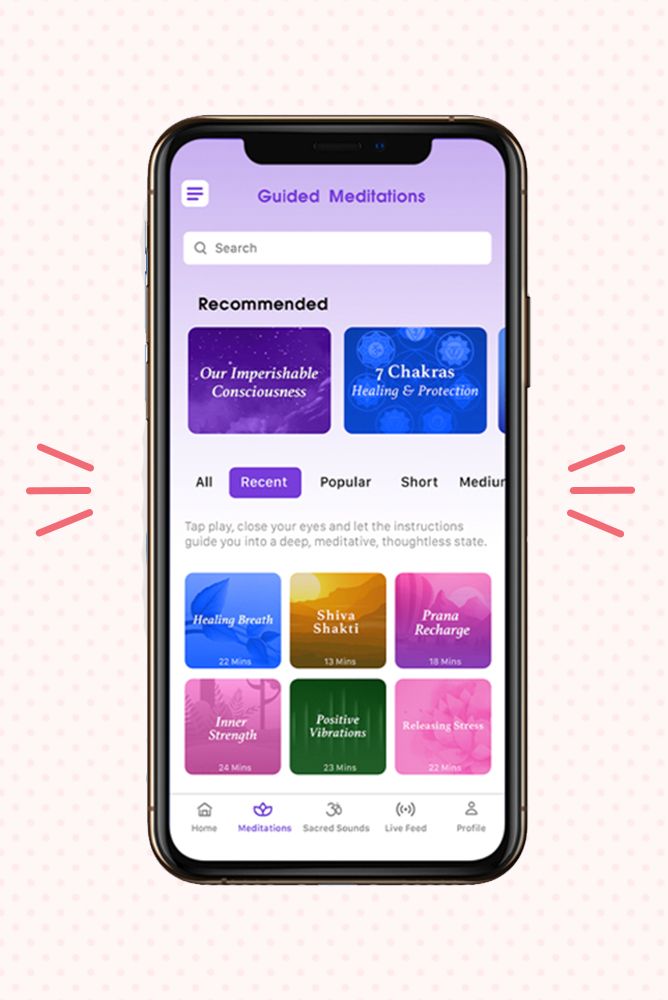 Guided Meditations
Search
Recommended
Our Imperishable
Consciousness
7 Chakras
Healing & Protection
All Recent Popular Short Mediun
Tap play, close your eyes and let the instructions
guide you into a deep, meditative, thoughtless state.
Healing Breath
22 Mins
Shiva
Shakti
13 Mins
Prana
Recharge
18 Mins
Inner
Strength
24 Mins
Positive
Vibrations
23 Mins
Releasing Stress
22 Mins
Home Meditations Sacred Sounds Live Feed Profile